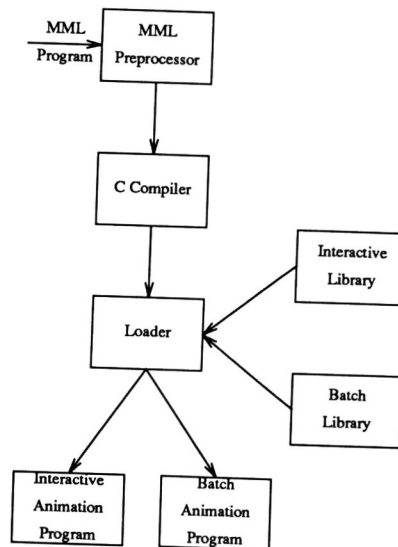 MML
Program
MML
Preprocessor
C Compiler
Interactive
Library
Loader
Batch
Library
Interactive
Animation
Program
Batch
Animation
Program